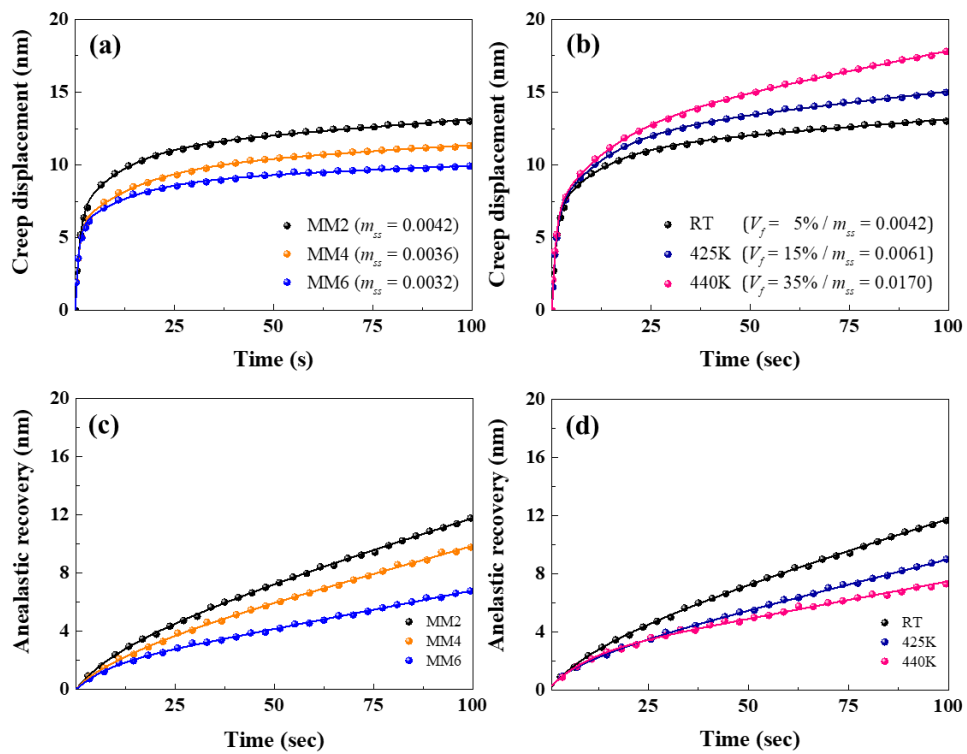 (a)
Creep displacement (nm)
20
15
10
5
0
MM2 (mss = 0.0042)
MM4 (mss = 0.0036)
MM6 (mss = 0.0032)
25
50
75
100
Time (s)
(b)
Creep displacement (nm)
20
15
10
5
0
RT {Vf = 5% / mss = 0.0042}
425K {Vf = 15% / mss = 0.0061}
440K {Vf = 35% / mss = 0.0170}
25
50
75
100
Time (sec)
(c)
Anealastic recovery (nm)
20
16
12
8
4
0
MM2
MM4
MM6
25
50
75
100
Time (sec)
(d)
Anelastic recovery (nm)
20
16
12
8
4
0
RT
425K
440K
25
50
75
100
Time (sec)